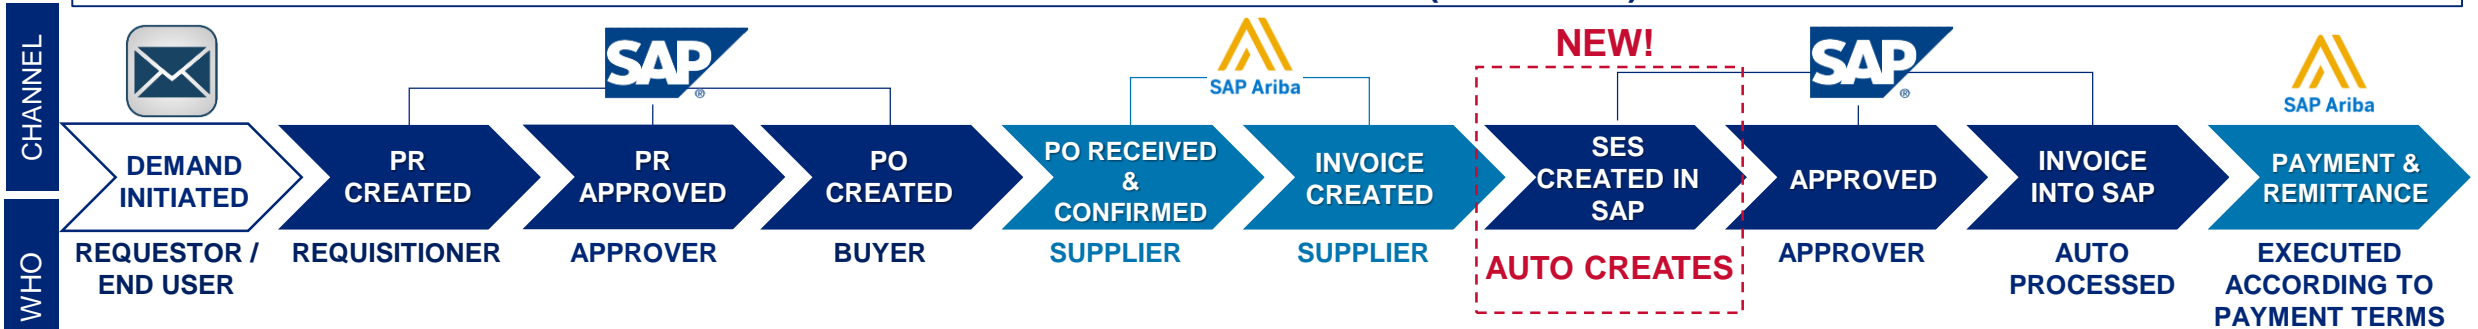 CHANNEL
SAP
®
SAP Ariba
NEW!
SAP
®
SAP Ariba
DEMAND
INITIATED
PR
CREATED
PR
APPROVED
PO
CREATED
PO RECEIVED
&
CONFIRMED
INVOICE
CREATED
SES
CREATED IN
SAP
APPROVED
INVOICE
INTO SAP
PAYMENT &
REMITTANCE
WHO
REQUESTOR /
END USER
REQUISITIONER
APPROVER
BUYER
SUPPLIER
SUPPLIER
AUTO CREATES
APPROVER
AUTO
PROCESSED
EXECUTED
ACCORDING TO
PAYMENT TERMS